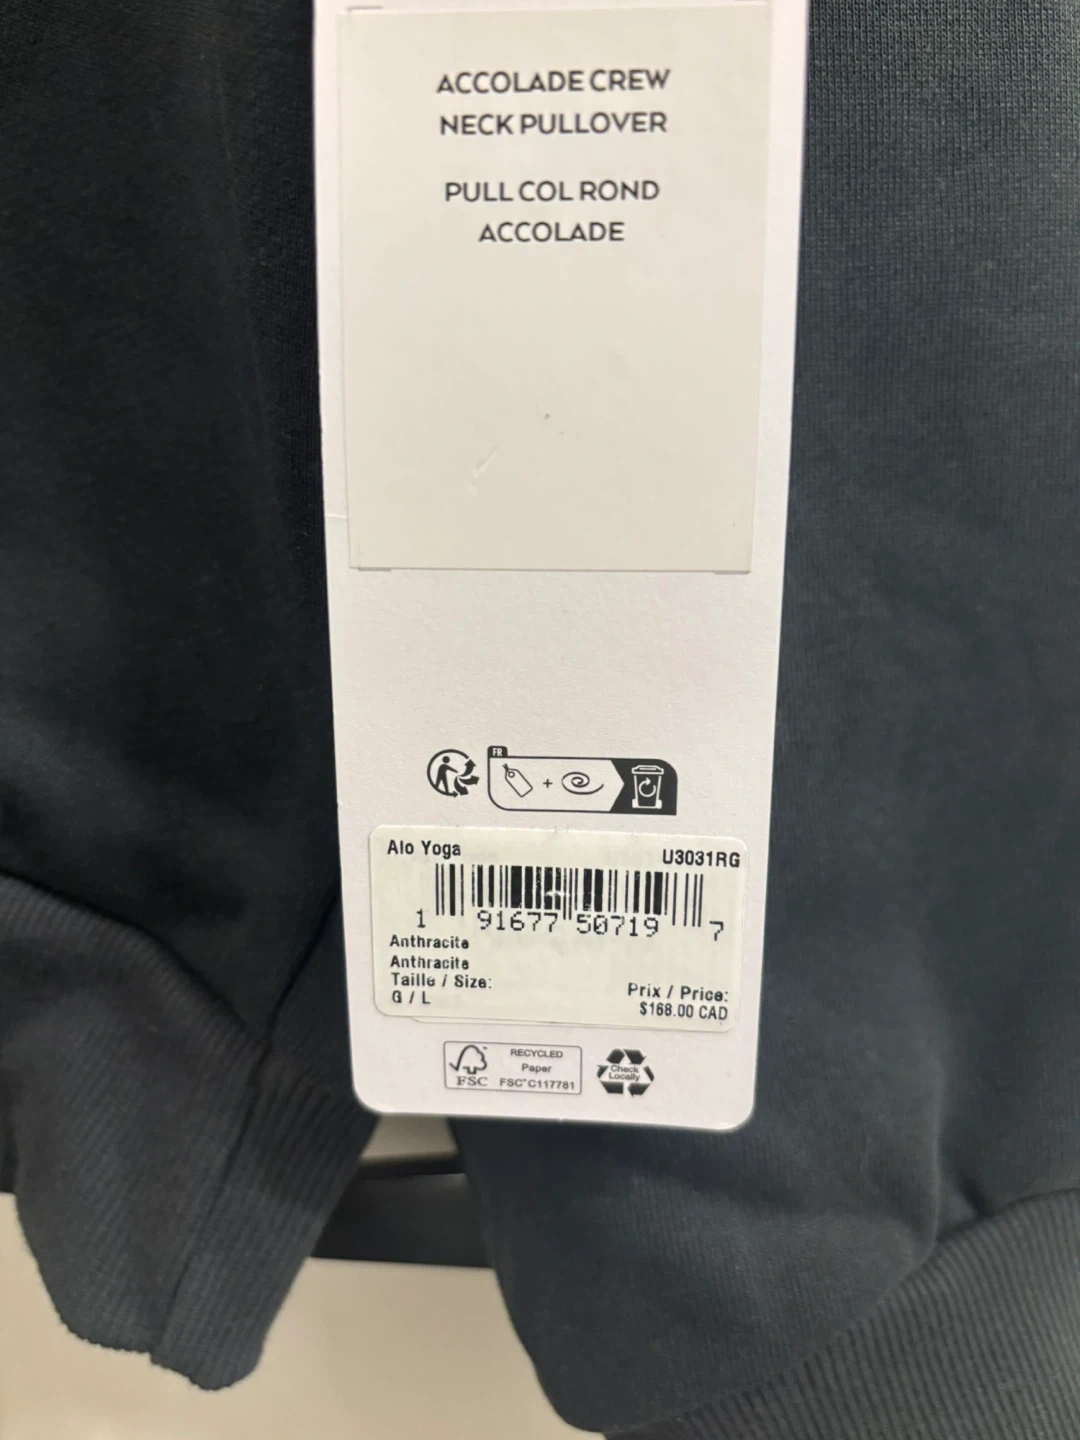 ACCOLADE CREW
NECK PULLOVER
PULL COL ROND
ACCOLADE
FR
Alo Yoga
U3031RG
1 91677 50719 7
Anthracite
Anthracite
Taille / Size:
G / L
Prix / Price:
$168.00 CAD
FSC
RECYCLED
Paper
FSC® C117781
Check
Locally